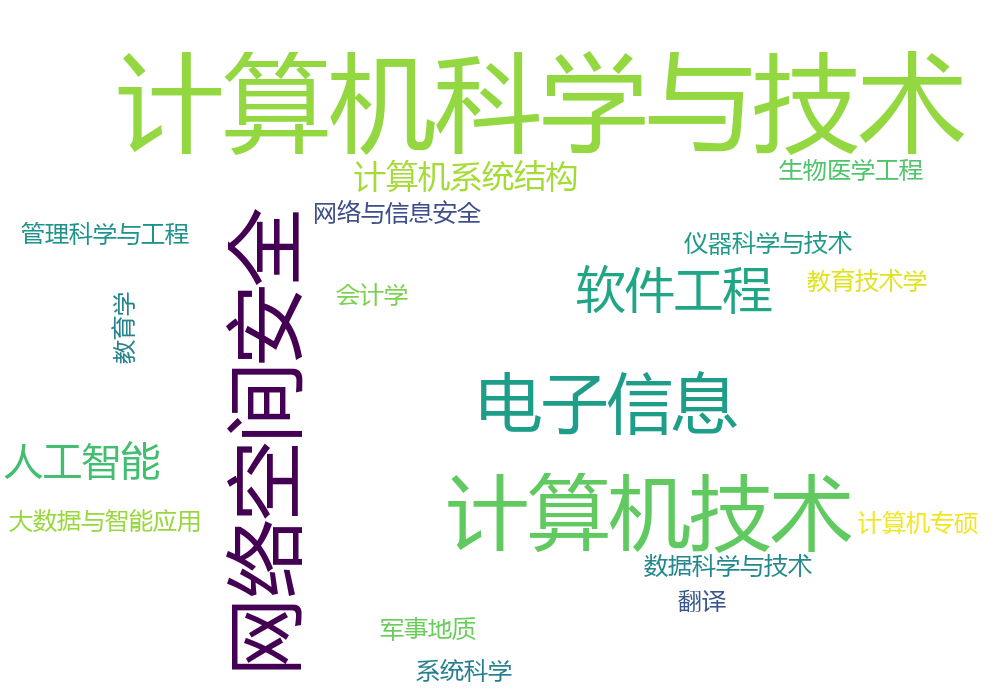 计算机科学与技术
计算机系统结构
生物医学工程
网络与信息安全
管理科学与工程
仪器科学与技术
软件工程
教育技术学
会计学
教育学
网络空间安全
电子信息
人工智能
计算机技术
大数据与智能应用
计算机专硕
数据科学与技术
翻译
军事地质
系统科学